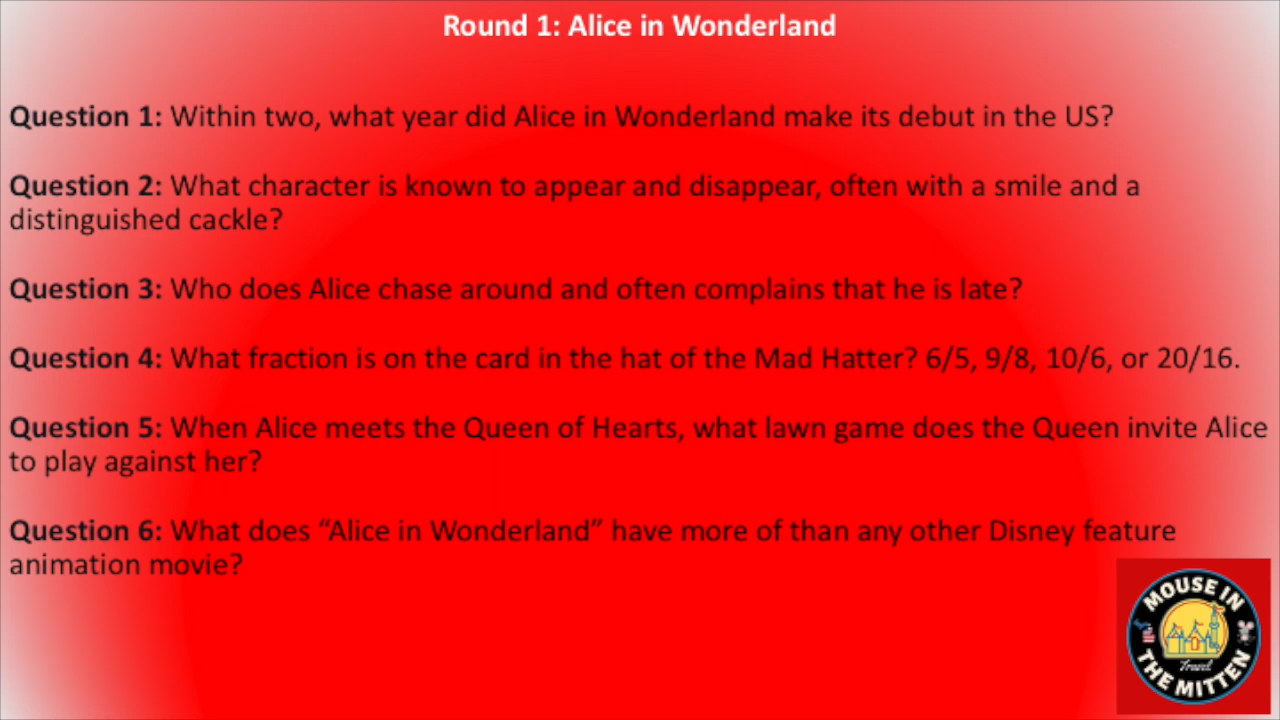 Round 1: Alice in Wonderland
Question 1: Within two, what year did Alice in Wonderland make its debut in the US?
Question 2: What character is known to appear and disappear, often with a smile and a
distinguished cackle?
Question 3: Who does Alice chase around and often complains that he is late?
Question 4: What fraction is on the card in the hat of the Mad Hatter? 6/5, 9/8, 10/6, or 20/16.
Question 5: When Alice meets the Queen of Hearts, what lawn game does the Queen invite Alice
to play against her?
Question 6: What does “Alice in Wonderland” have more of than any other Disney feature
animation movie?
MOUSE IN
Travel
THE MITTEN